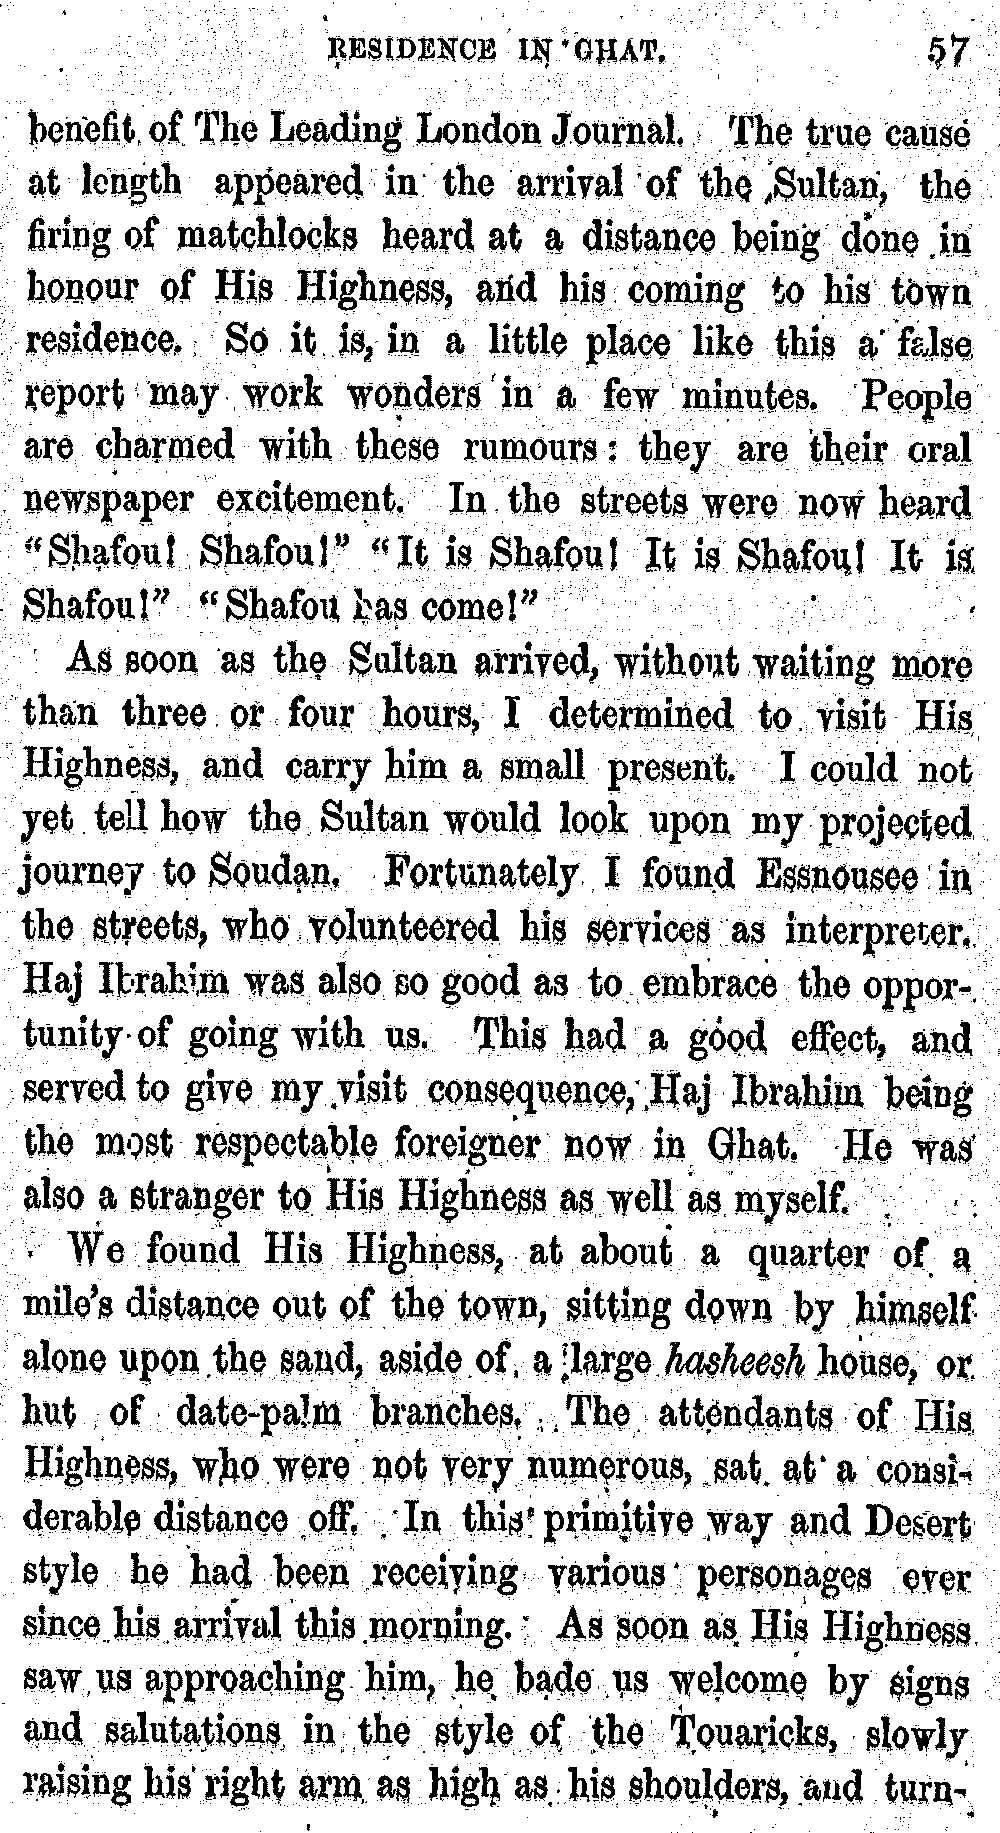 RESIDENCE IN GHAT. 57
benefit of The Leading London Journal. The true cause
at length appeared in the arrival of the Sultan, the
firing of matchlocks heard at a distance being done in
honour of His Highness, and his coming to his town
residence. So it is, in a little place like this a false
report may work wonders in a few minutes. People
are charmed with these rumours: they are their oral
newspaper excitement. In the streets were now heard
“Shafou! Shafou!” “It is Shafou! It is Shafou! It is
Shafou!” “Shafou has come!”
As soon as the Sultan arrived, without waiting more
than three or four hours, I determined to visit His
Highness, and carry him a small present. I could not
yet tell how the Sultan would look upon my projected
journey to Soudan. Fortunately I found Essnousee in
the streets, who volunteered his services as interpreter.
Haj Ibrahim was also so good as to embrace the oppor-
tunity of going with us. This had a good effect, and
served to give my visit consequence, Haj Ibrahim being
the most respectable foreigner now in Ghat. He was
also a stranger to His Highness as well as myself.
We found His Highness, at about a quarter of a
mile’s distance out of the town, sitting down by himself
alone upon the sand, aside of a large hasheesh house, or
hut of date-palm branches. The attendants of His
Highness, who were not very numerous, sat at a consi-
derable distance off. In this primitive way and Desert
style he had been receiving various personages ever
since his arrival this morning. As soon as His Highness
saw us approaching him, he bade us welcome by signs
and salutations in the style of the Touaricks, slowly
raising his right arm as high as his shoulders, and turn-